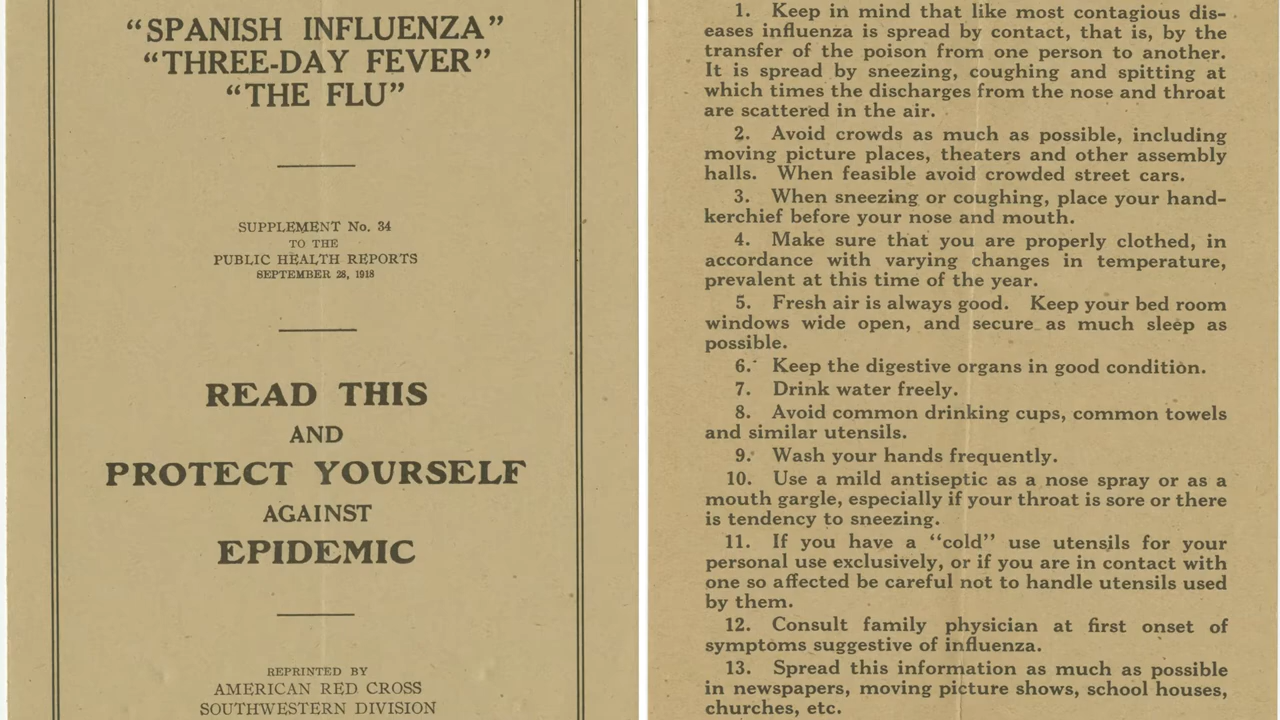 “SPANISH INFLUENZA”
“THREE-DAY FEVER”
“THE FLU”
SUPPLEMENT No. 34
TO THE
PUBLIC HEALTH REPORTS
SEPTEMBER 28, 1918
READ THIS
AND
PROTECT YOURSELF
AGAINST
EPIDEMIC
REPRINTED BY
AMERICAN RED CROSS
SOUTHWESTERN DIVISION
1. Keep in mind that like most contagious dis-
eases influenza is spread by contact, that is, by the
transfer of the poison from one person to another.
It is spread by sneezing, coughing and spitting at
which times the discharges from the nose and throat
are scattered in the air.
2. Avoid crowds as much as possible, including
moving picture places, theaters and other assembly
halls. When feasible avoid crowded street cars.
3. When sneezing or coughing, place your hand-
kerchief before your nose and mouth.
4. Make sure that you are properly clothed, in
accordance with varying changes in temperature,
prevalent at this time of the year.
5. Fresh air is always good. Keep your bed room
windows wide open, and secure as much sleep as
possible.
6. Keep the digestive organs in good condition.
7. Drink water freely.
8. Avoid common drinking cups, common towels
and similar utensils.
9. Wash your hands frequently.
10. Use a mild antiseptic as a nose spray or as a
mouth gargle, especially if your throat is sore or there
is tendency to sneezing.
11. If you have a “cold” use utensils for your
personal use exclusively, or if you are in contact with
one so affected be careful not to handle utensils used
by them.
12. Consult family physician at first onset of
symptoms suggestive of influenza.
13. Spread this information as much as possible
in newspapers, moving picture shows, school houses,
churches, etc.